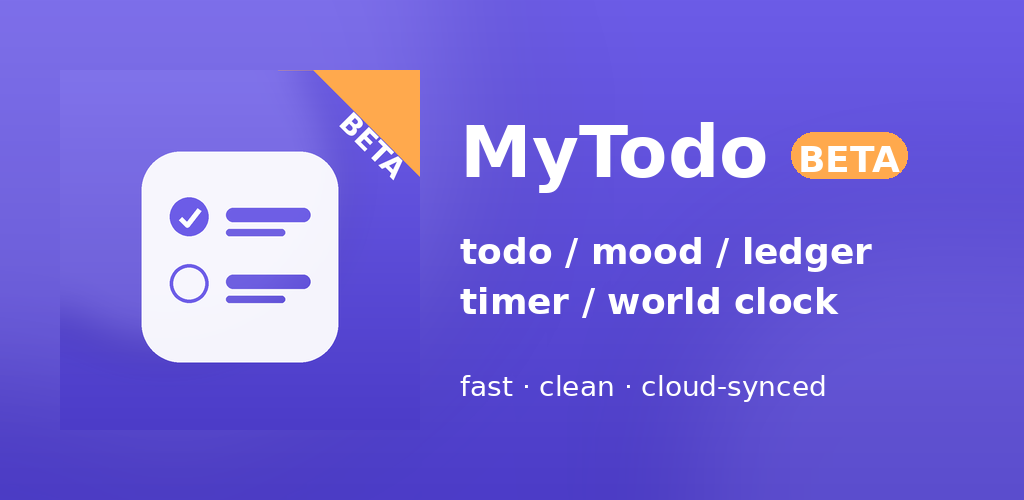 BETA
MyTodo BETA
todo / mood / ledger
timer / world clock
fast · clean · cloud-synced